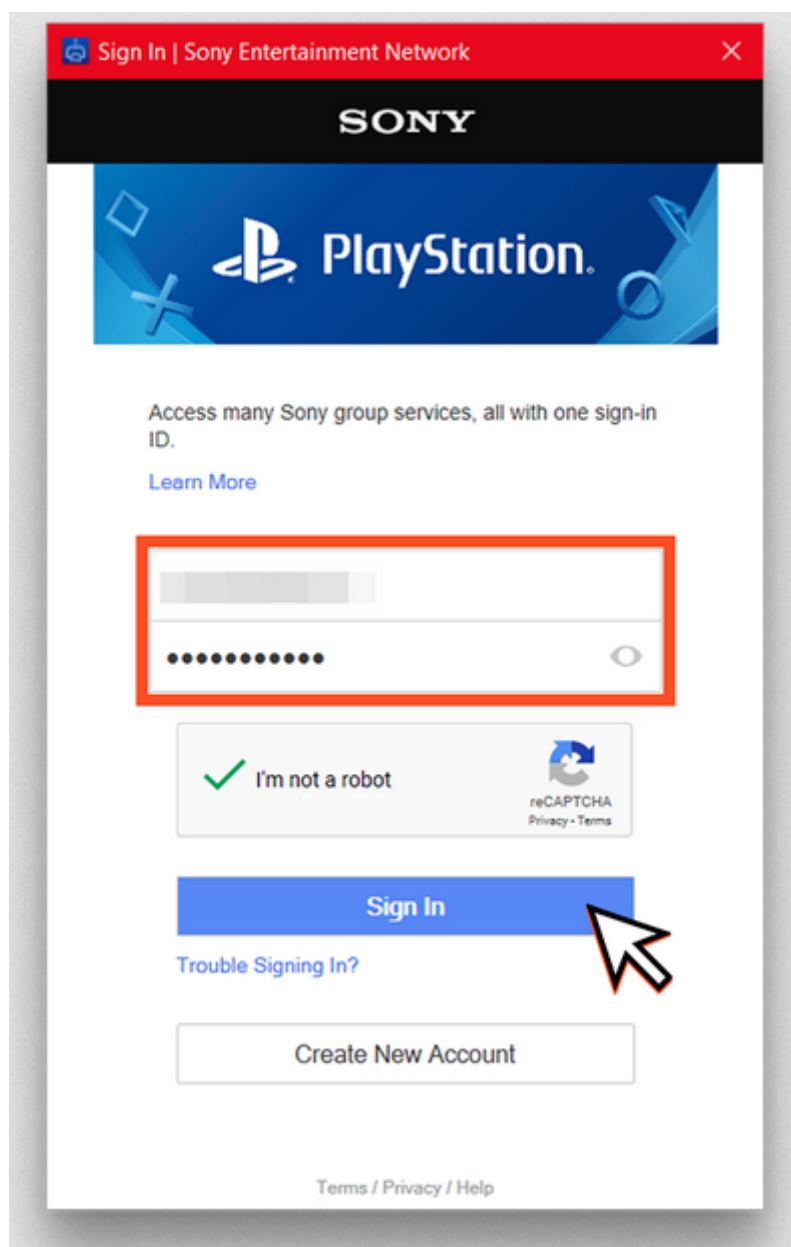 Sign In | Sony Entertainment Network
SONY
PlayStation.
Access many Sony group services, all with one sign-in
ID.
Learn More
•••••••••••
I'm not a robot
reCAPTCHA
Privacy - Terms
Sign In
Trouble Signing In?
Create New Account
Terms / Privacy / Help